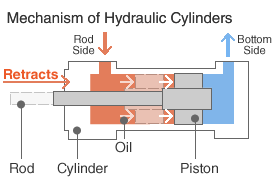 Mechanism of Hydraulic Cylinders
Rod
Side
Bottom
Side
Retracts
Oil
Rod
Cylinder
Piston